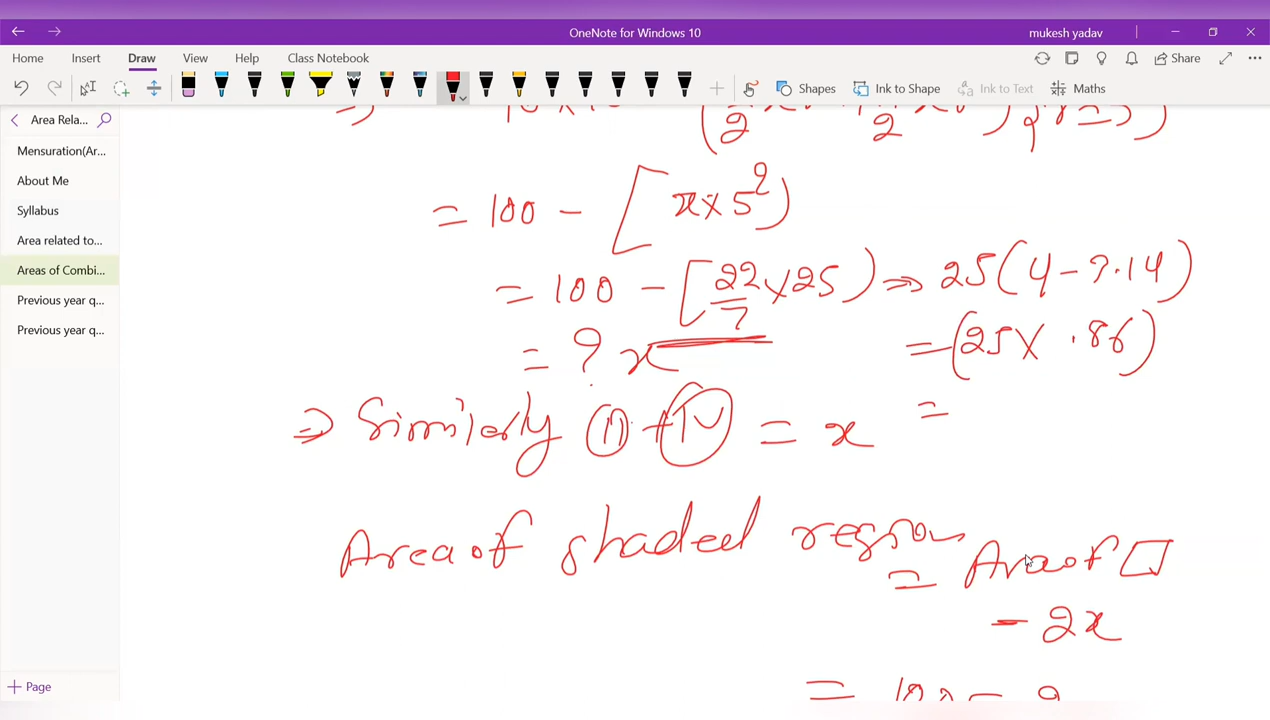 OneNote for Windows 10
mukesh yadav
Home Insert Draw View Help Class Notebook
Share
Shapes Ink to Shape Ink to Text Maths
Area Rela...
Mensuration(Ar...
About Me
Syllabus
Area related to...
Areas of Combi...
Previous year q...
Previous year q...
Page
= 100 - [π×5²)
= 100 - [22/7×25) ⇒ 25(4-3.14)
= ? x
= (25× .86)
⇒ Similarly (II)+(IV) = x
=
Area of shaded region
= Area of □
- 2x
= 100 - 2